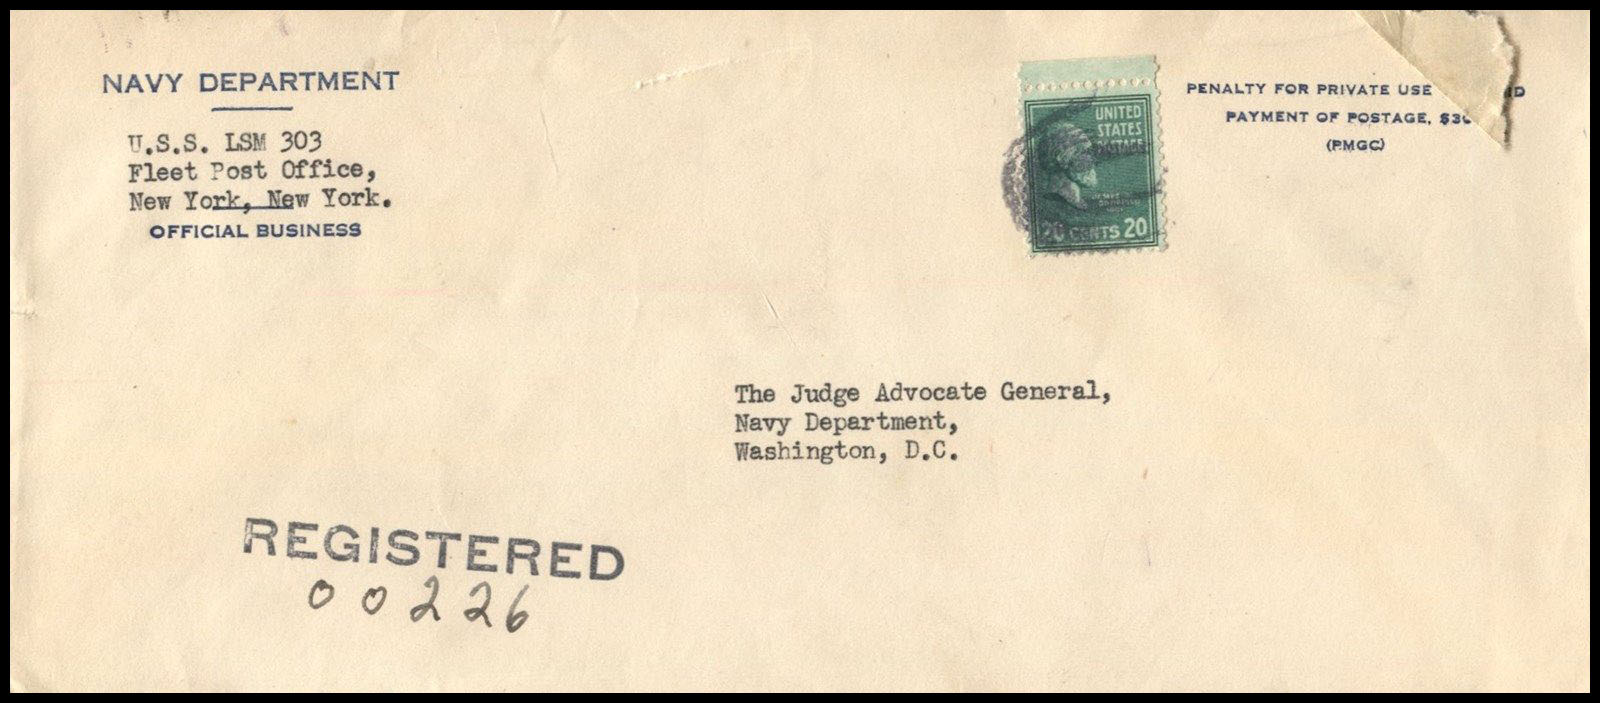 NAVY DEPARTMENT
U.S.S. LSM 303
Fleet Post Office,
New York, New York.
OFFICIAL BUSINESS
UNITED
STATES
POSTAGE
20 CENTS 20
PENALTY FOR PRIVATE USE
PAYMENT OF POSTAGE, $30
(PMGC)
The Judge Advocate General,
Navy Department,
Washington, D.C.
REGISTERED
00226